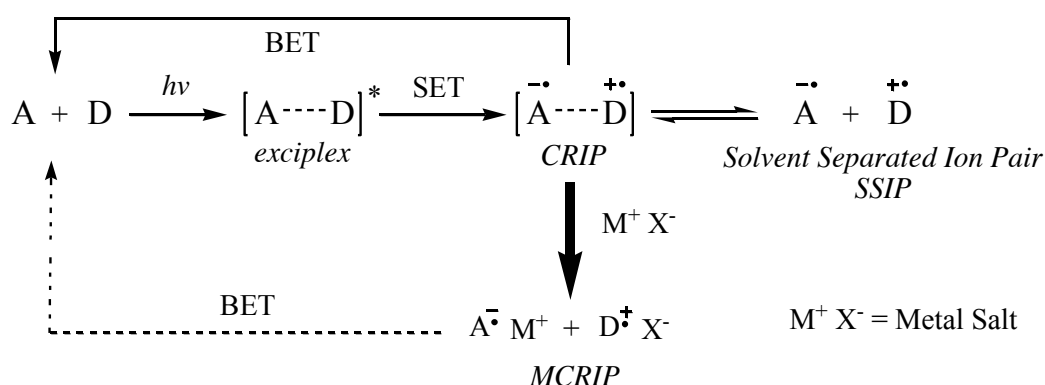 BET
A + D
hν
[A----D]*
exciplex
SET
[A⁻•----D⁺•]
CRIP
A⁻• + D⁺•
Solvent Separated Ion Pair
SSIP
M⁺ X⁻
BET
A⁻• M⁺ + D⁺• X⁻
MCRIP
M⁺ X⁻ = Metal Salt